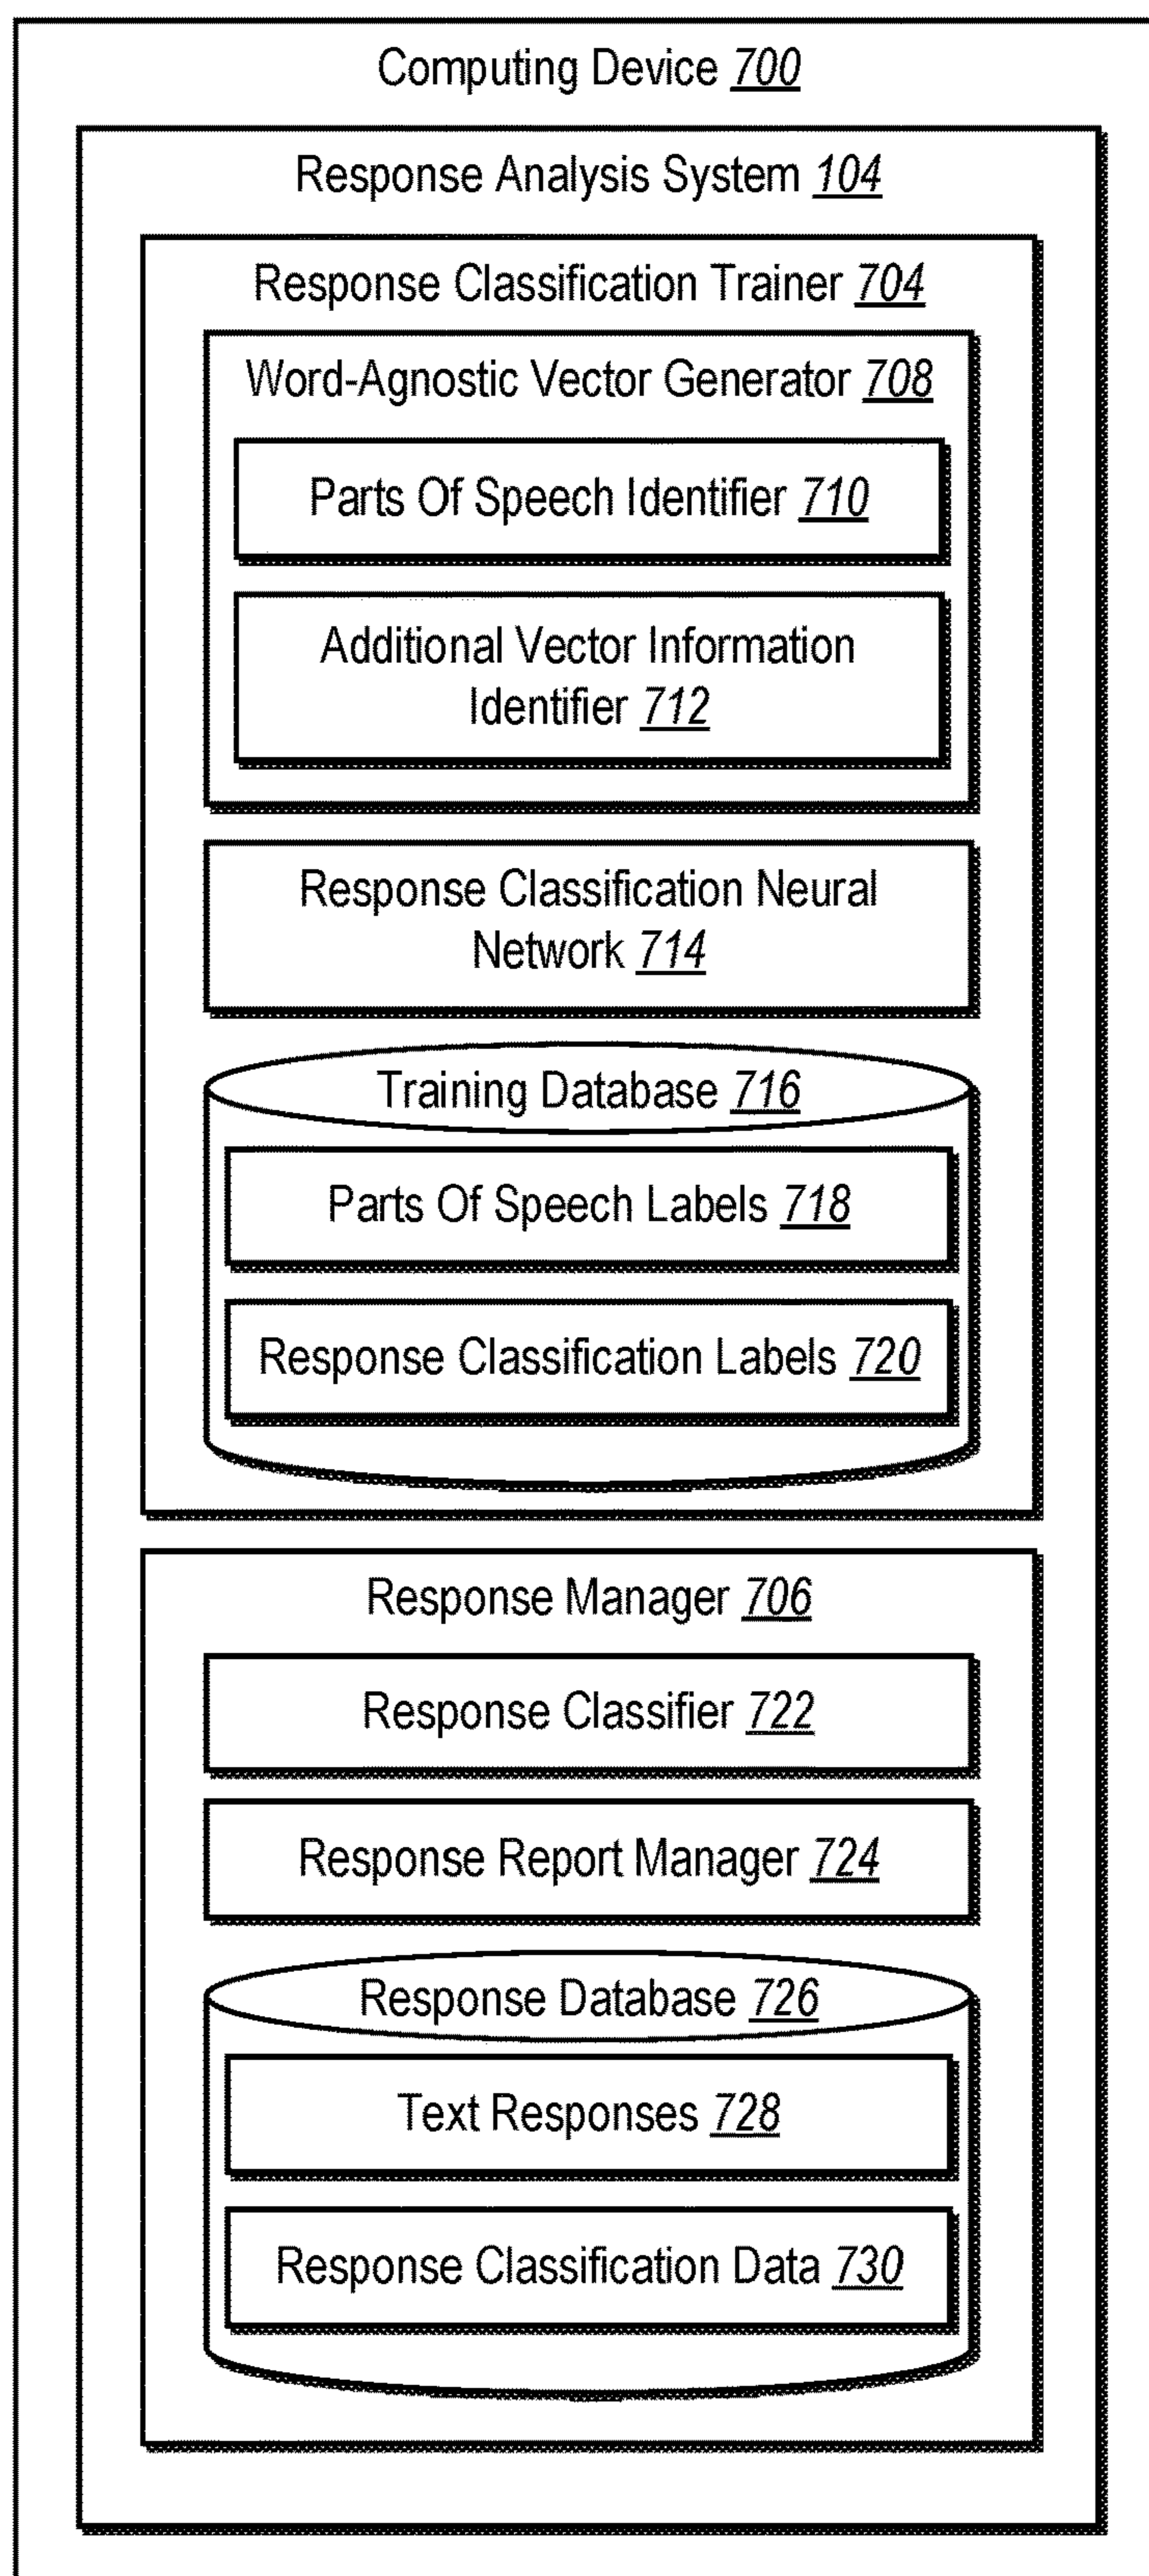 Computing Device 700
Response Analysis System 104
Response Classification Trainer 704
Word-Agnostic Vector Generator 708
Parts Of Speech Identifier 710
Additional Vector Information
Identifier 712
Response Classification Neural
Network 714
Training Database 716
Parts Of Speech Labels 718
Response Classification Labels 720
Response Manager 706
Response Classifier 722
Response Report Manager 724
Response Database 726
Text Responses 728
Response Classification Data 730